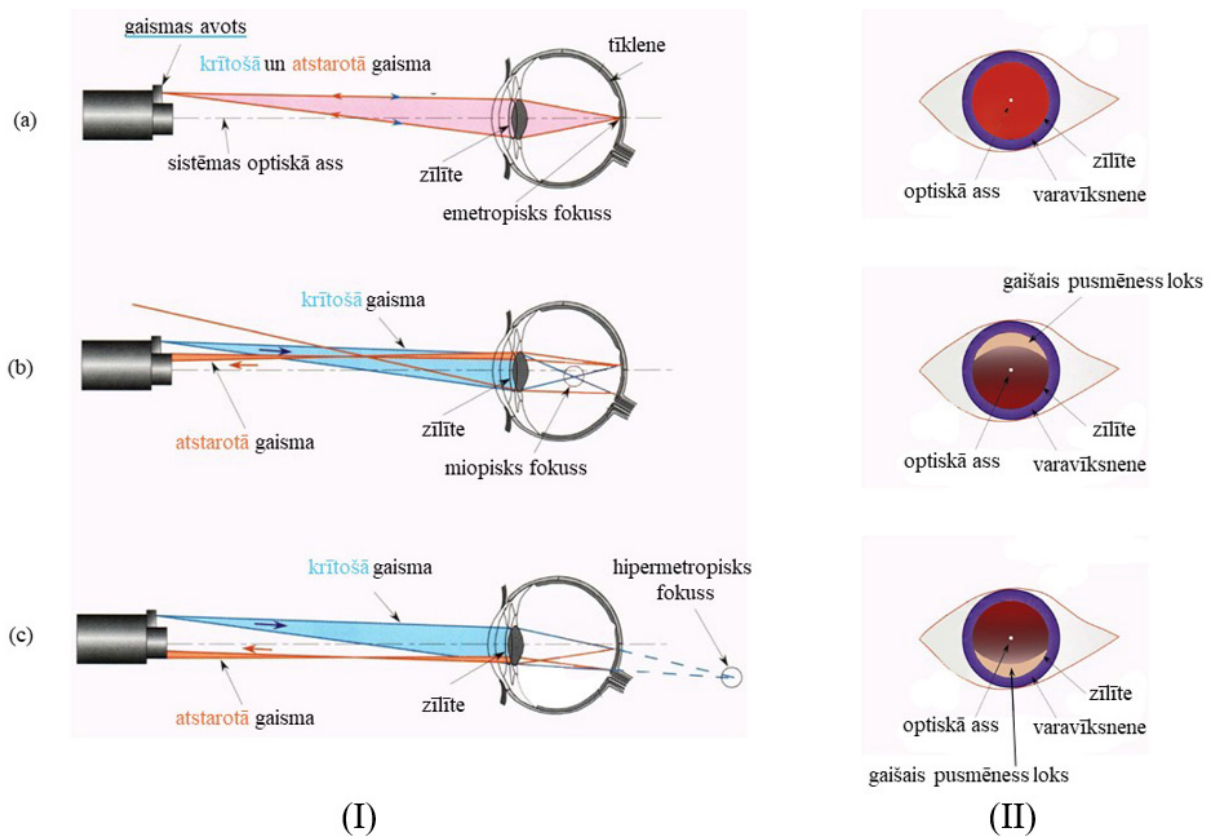 gaismas avots
krītošā un atstarotā gaisma
tīklene
(a)
sistēmas optiskā ass
zīlīte
emetropisks fokuss
optiskā ass
zīlīte
varavīksnene
krītošā gaisma
gaišais pusmēness loks
(b)
atstarotā gaisma
zīlīte
miopisks fokuss
optiskā ass
zīlīte
varavīksnene
krītošā gaisma
hipermetropisks
fokuss
(c)
atstarotā gaisma
zīlīte
optiskā ass
zīlīte
varavīksnene
gaišais pusmēness loks
(I)
(II)